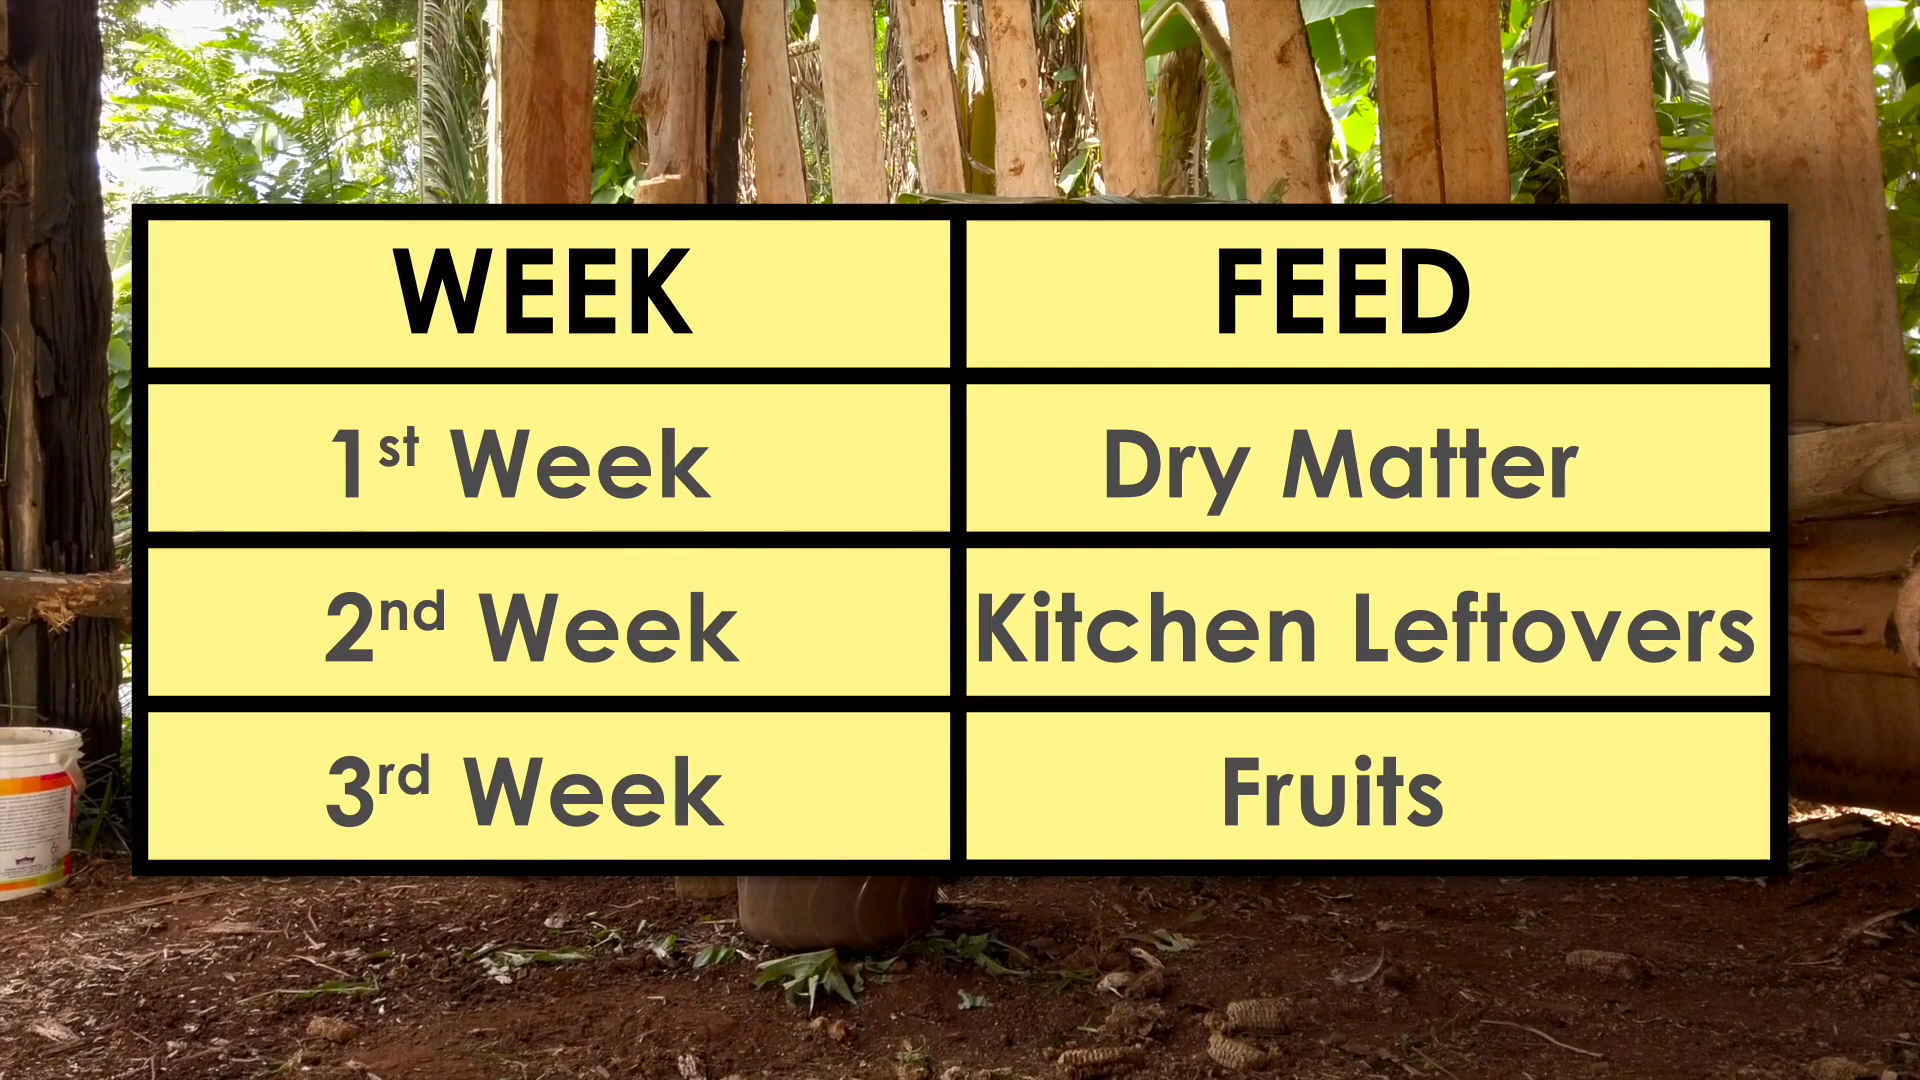 WEEK FEED
1st Week Dry Matter
2nd Week Kitchen Leftovers
3rd Week Fruits